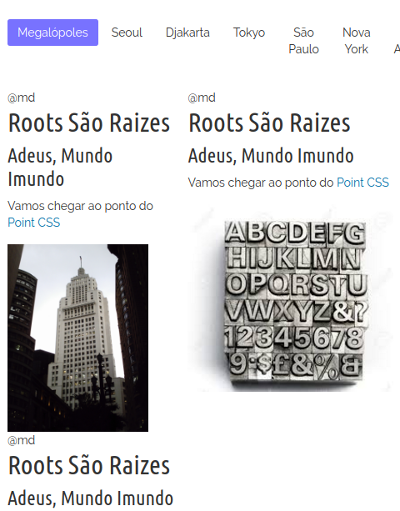 Megalópoles Seoul Djakarta Tokyo São Paulo Nova York A
@md
Roots São Raizes
Adeus, Mundo
Imundo
Vamos chegar ao ponto do
Point CSS
@md
Roots São Raizes
Adeus, Mundo Imundo
@md
Roots São Raizes
Adeus, Mundo Imundo
Vamos chegar ao ponto do Point CSS
ABCDEFG
HIJKLMN
OPQRSTU
VWXYZ&!?
12345678
9:$£&%